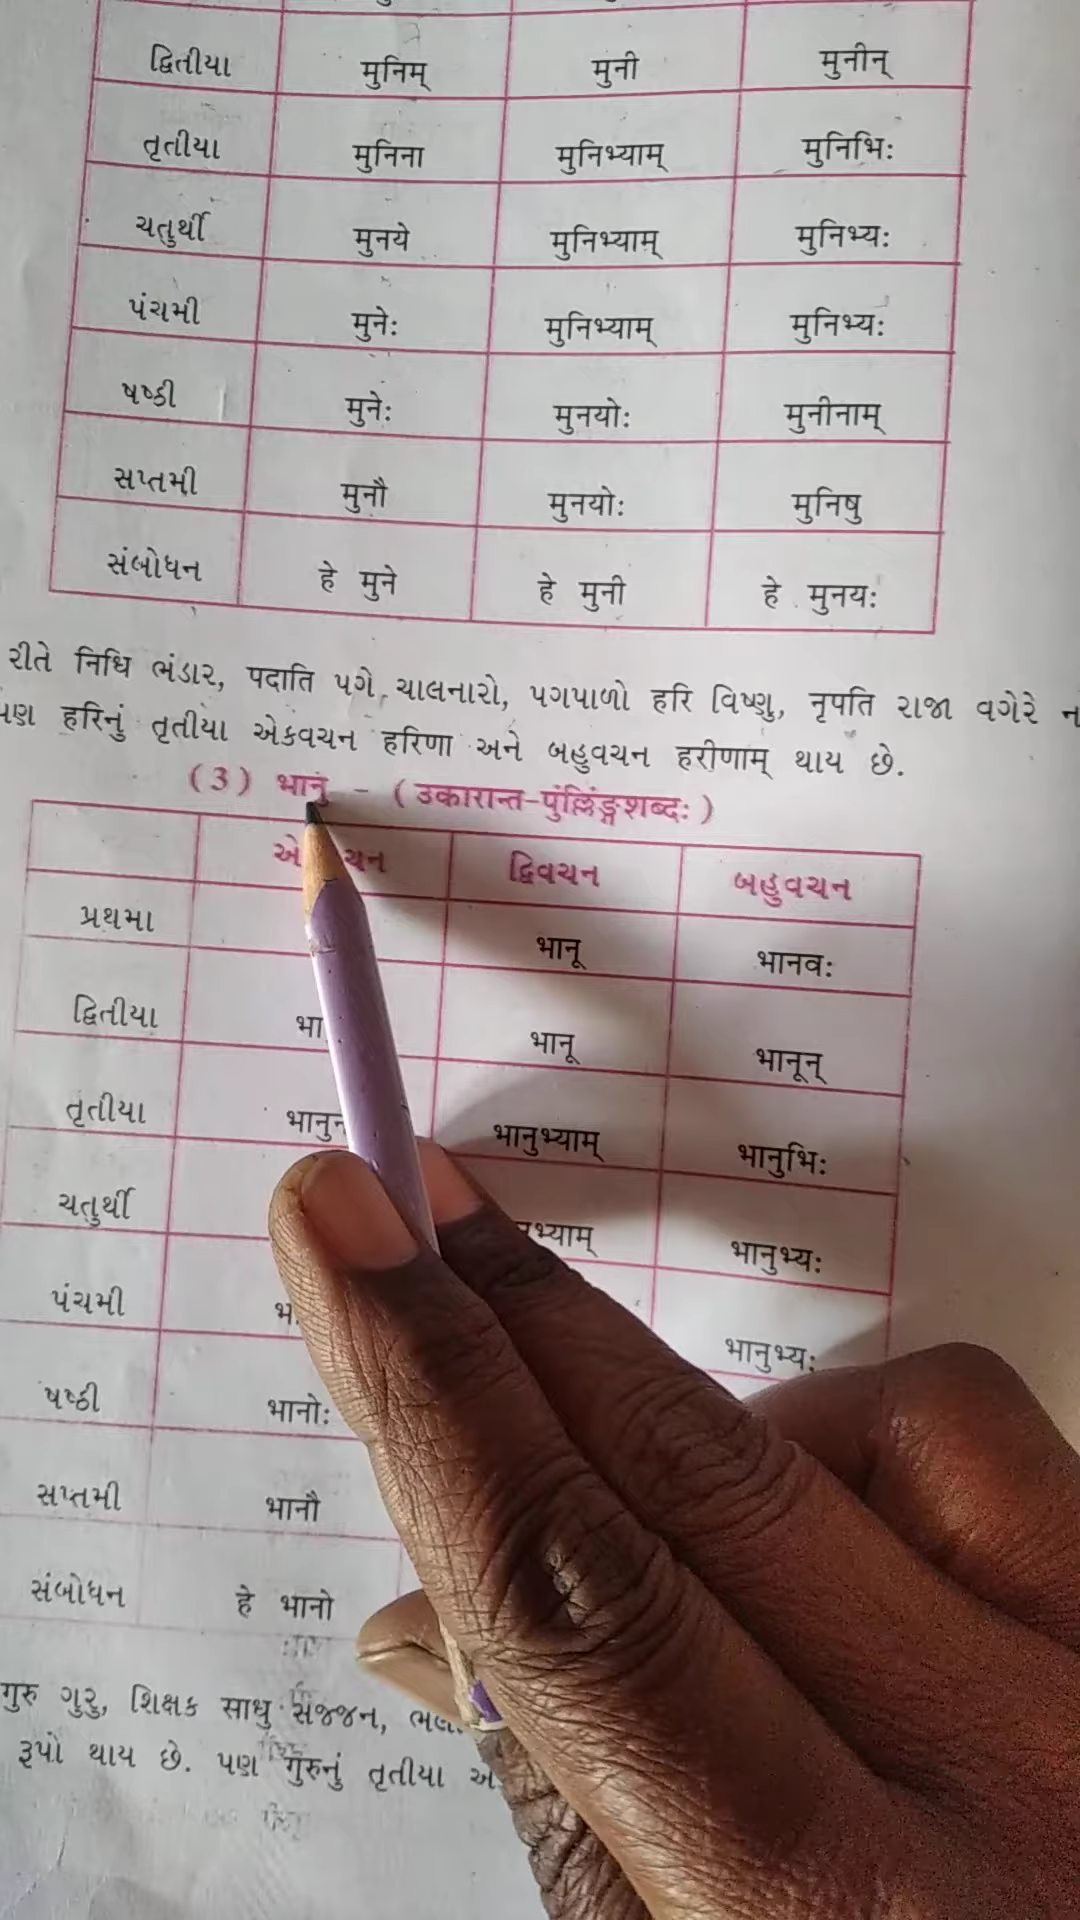 દ્વિતીયા मुनिम् मुनी मुनीन्
તૃતીયા मुनिना मुनिभ्याम् मुनिभिः
ચતુર્થી मुनये मुनिभ्याम् मुनिभ्यः
પંચમી मुनेः मुनिभ्याम् मुनिभ्यः
ષષ્ઠી मुनेः मुनयोः मुनीनाम्
સપ્તમી मुनौ मुनयोः मुनिषु
સંબોધન हे मुने हे मुनी हे मुनयः
રીતે निधि ભંડાર, पदाति પગે ચાલનારો, પગપાળો हरि વિષ્ણુ, नृपति રાજા વગેરે
हरिનું તૃતીયા એકવચન हरिणा અને બહુવચન हरीणाम् થાય છે.
(3) भानु - (उकारान्त-पुंल्लिंङ्गशब्दः)
દ્વિવચન બહુવચન
પ્રથમા भानू भानवः
દ્વિતીયા भानू भानून्
તૃતીયા भानुभ्याम् भानुभिः
ચતુર્થી भानुभ्यः
પંચમી भानुभ्यः
ષષ્ઠી भानोः
સપ્તમી भानौ
સંબોધન हे भानो
गुरु ગુરુ, શિક્ષક साधु સજ્જન,
રૂપો થાય છે. પણ गुरुનું તૃતીયા